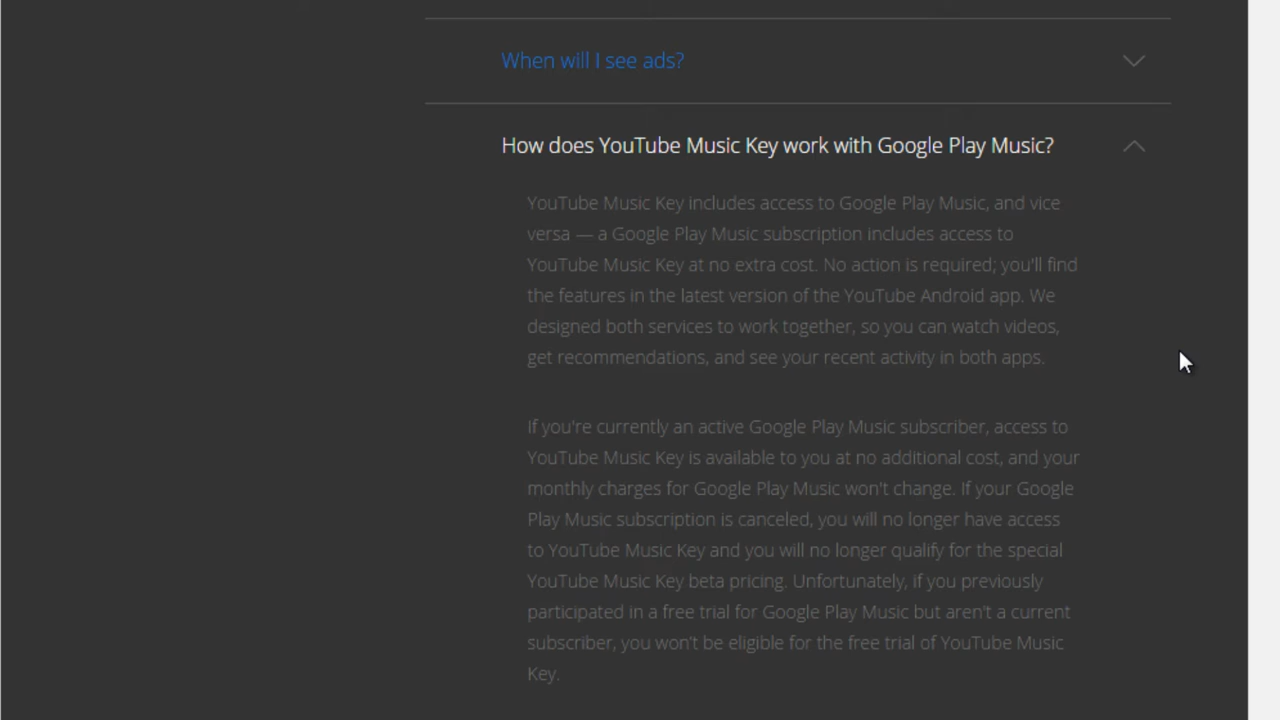 When will I see ads?
How does YouTube Music Key work with Google Play Music?
YouTube Music Key includes access to Google Play Music, and vice
versa — a Google Play Music subscription includes access to
YouTube Music Key at no extra cost. No action is required; you'll find
the features in the latest version of the YouTube Android app. We
designed both services to work together, so you can watch videos,
get recommendations, and see your recent activity in both apps.
If you're currently an active Google Play Music subscriber, access to
YouTube Music Key is available to you at no additional cost, and your
monthly charges for Google Play Music won't change. If your Google
Play Music subscription is canceled, you will no longer have access
to YouTube Music Key and you will no longer qualify for the special
YouTube Music Key beta pricing. Unfortunately, if you previously
participated in a free trial for Google Play Music but aren't a current
subscriber, you won't be eligible for the free trial of YouTube Music
Key.